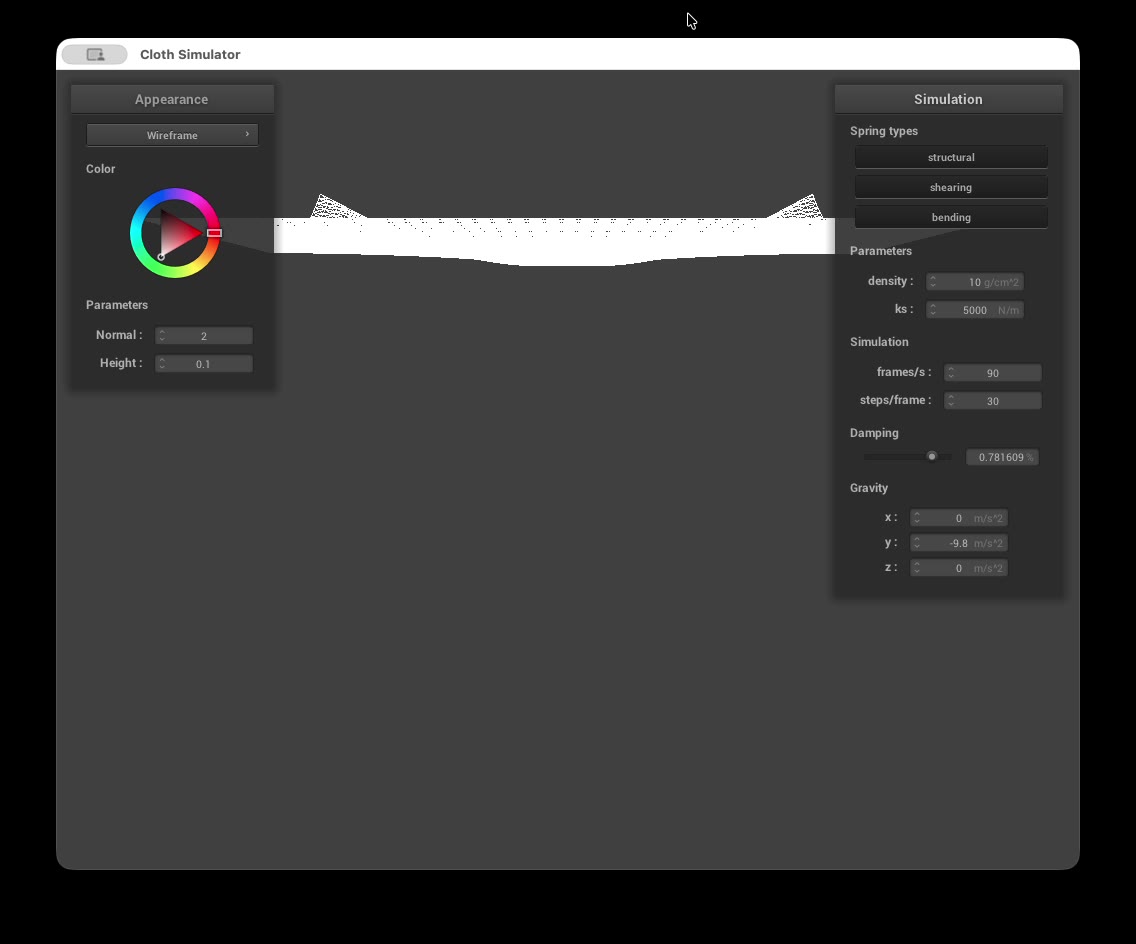 Cloth Simulator
Appearance
Wireframe
Color
Parameters
Normal : 2
Height : 0.1
Simulation
Spring types
structural
shearing
bending
Parameters
density : 10 g/cm^2
ks : 5000 N/m
Simulation
frames/s : 90
steps/frame : 30
Damping
0.781609 %
Gravity
x : 0 m/s^2
y : -9.8 m/s^2
z : 0 m/s^2